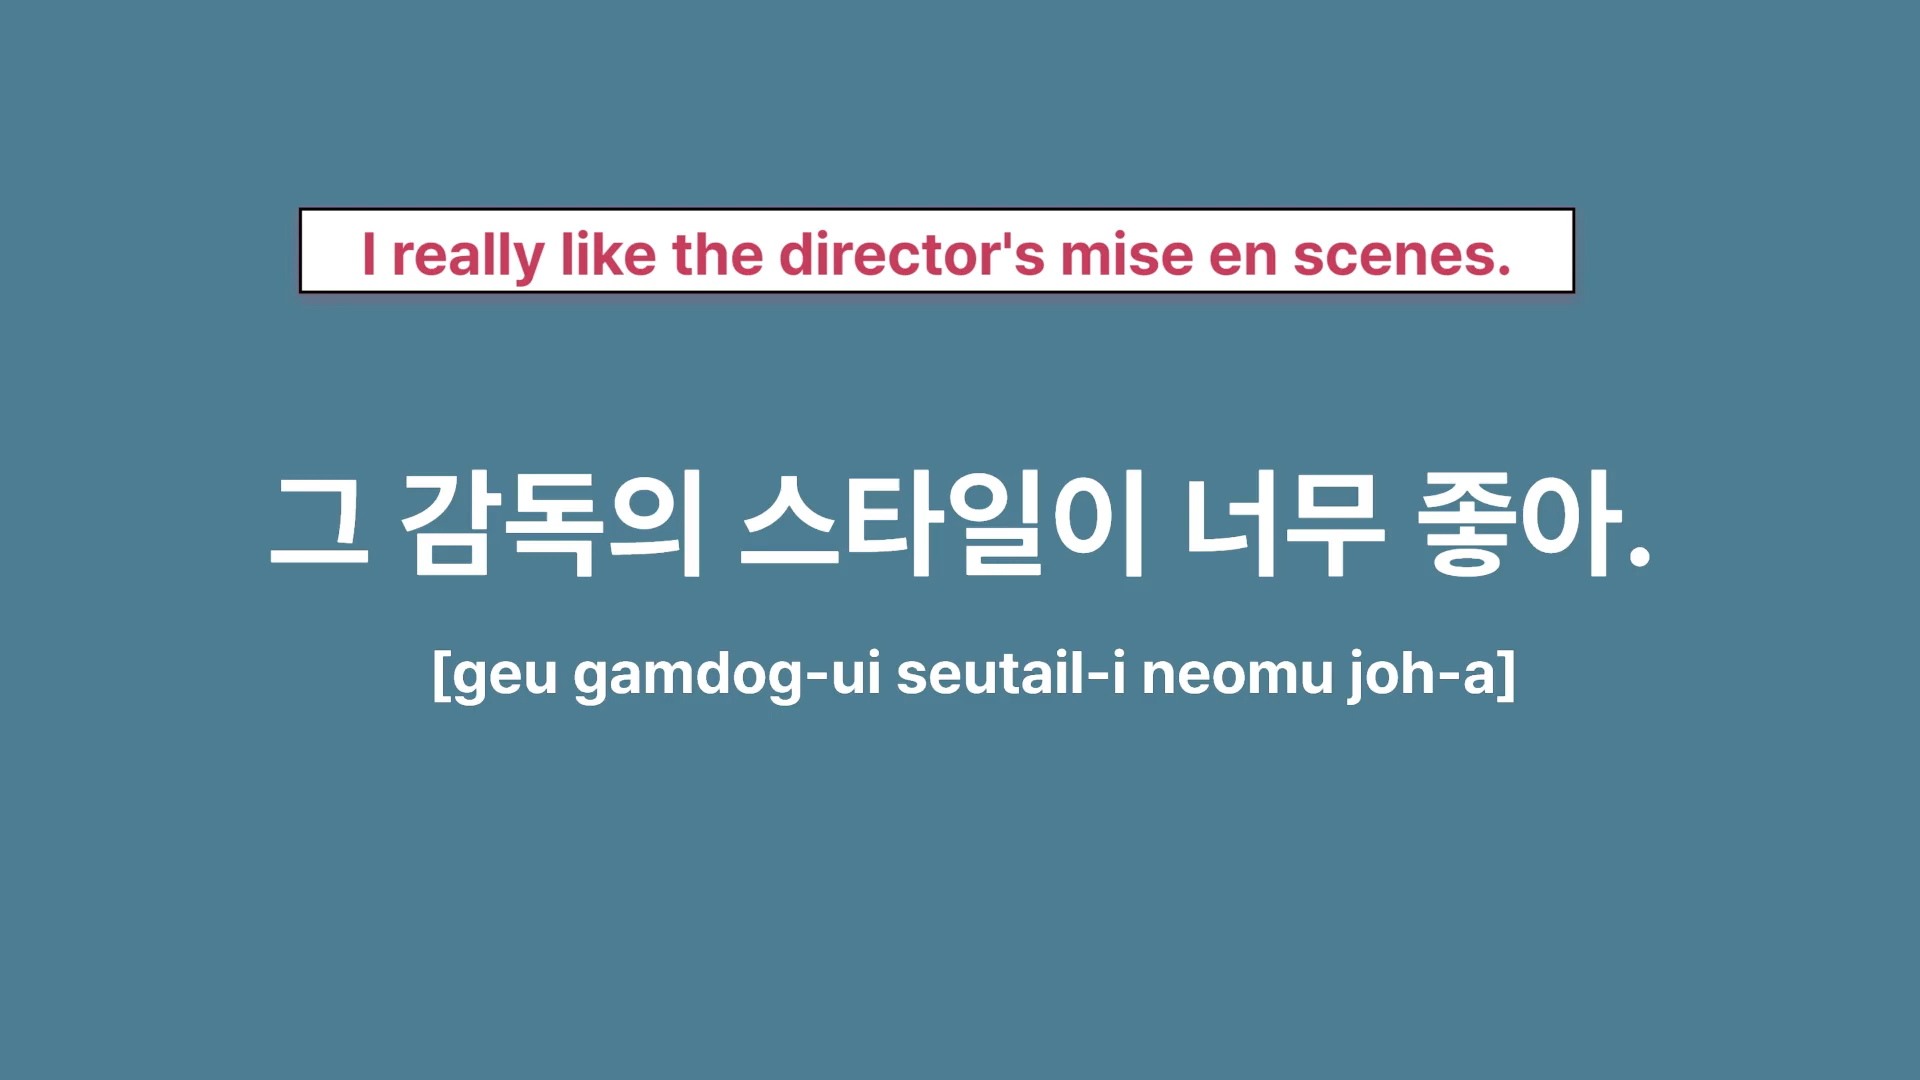 I really like the director's mise en scenes.
그 감독의 스타일이 너무 좋아.
[geu gamdog-ui seutail-i neomu joh-a]